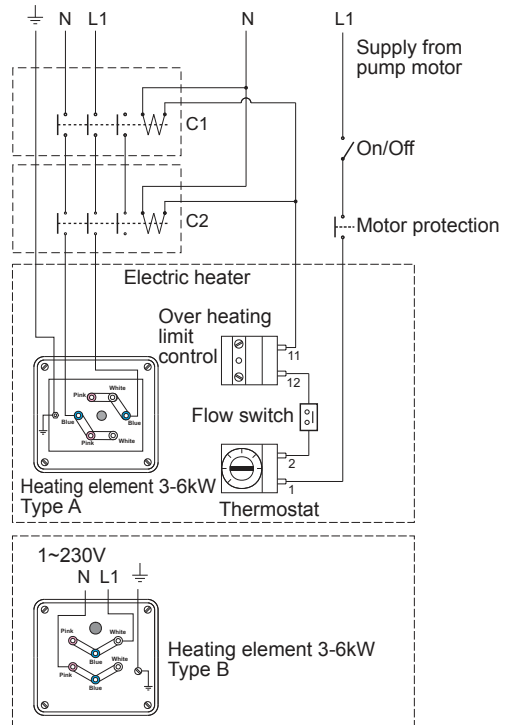 N L1 N L1
Supply from
pump motor
C1
On/Off
C2
Motor protection
Electric heater
Over heating
limit
control
11
12
White
Pink
Blue
Blue
Pink
White
Flow switch
2
1
Heating element 3-6kW
Type A
Thermostat
1~230V
N L1
Pink
White
Blue
Pink
White
Blue
Heating element 3-6kW
Type B